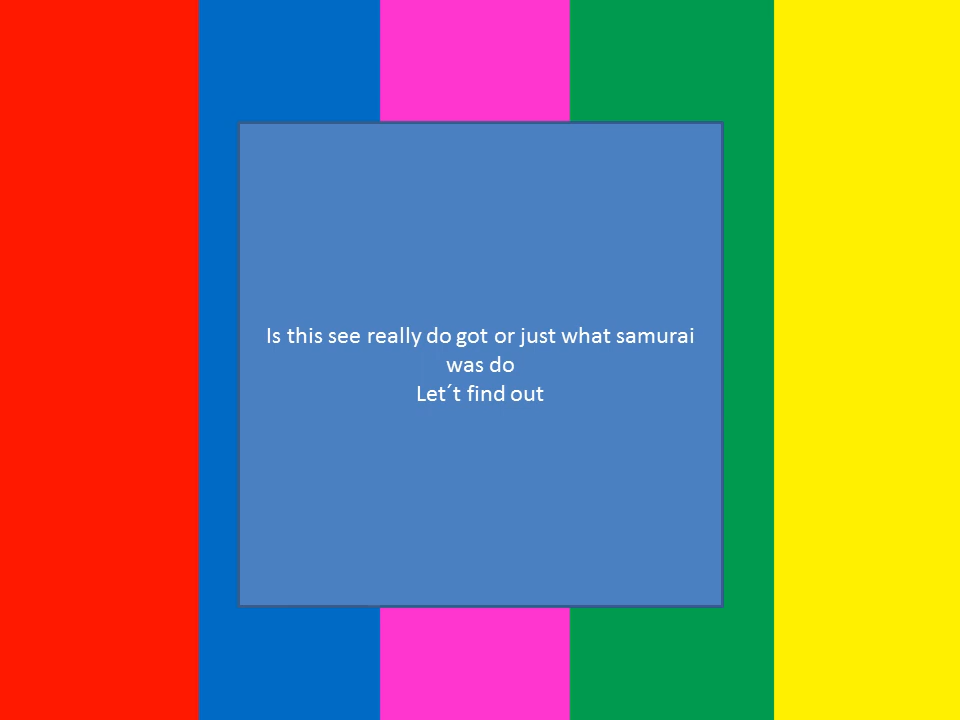 Is this see really do got or just what samurai
was do
Let´t find out